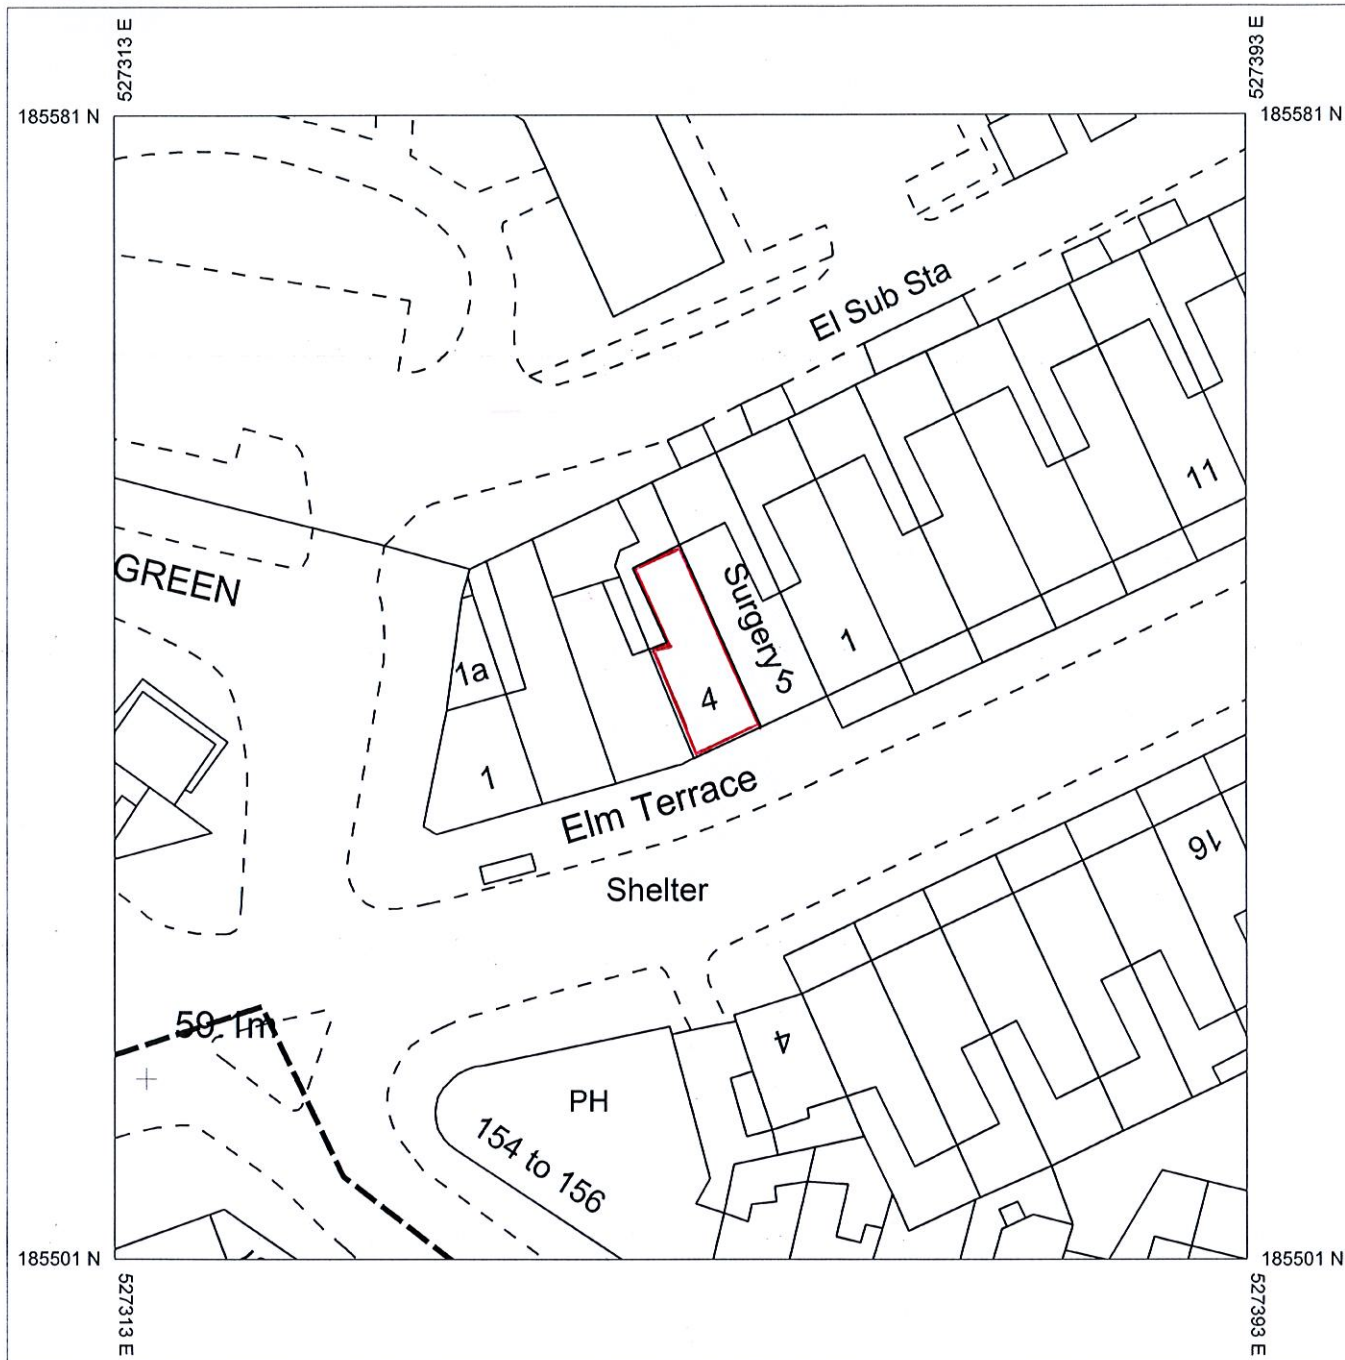 527313 E
527393 E
185581 N
185581 N
El Sub Sta
11
GREEN
Surgery
1a
1
5
4
1
Elm Terrace
Shelter
16
59.1m
4
PH
154 to 156
185501 N
185501 N
527313 E
527393 E